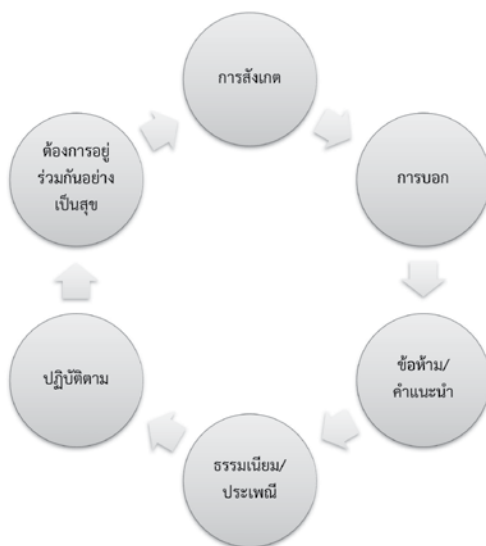 การสังเกต
การบอก
ข้อห้าม/
คำแนะนำ
ธรรมเนียม/
ประเพณี
ปฏิบัติตาม
ต้องการอยู่
ร่วมกันอย่าง
เป็นสุข